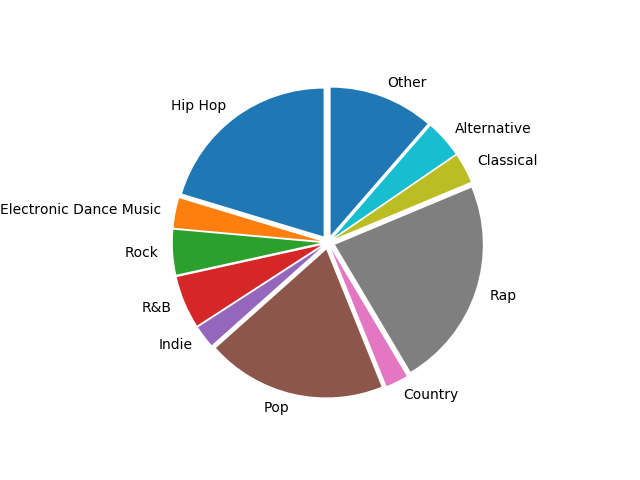 Other
Hip Hop
Alternative
Classical
Electronic Dance Music
Rock
Rap
R&B
Indie
Country
Pop